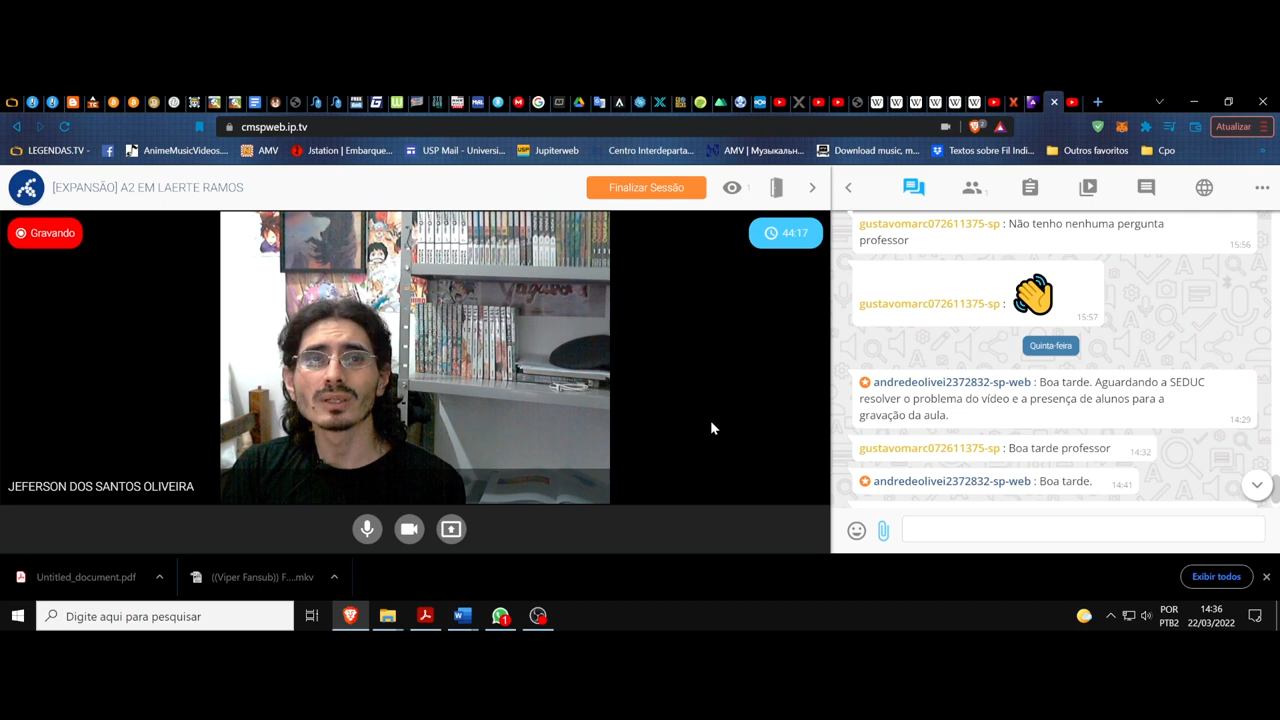 cmspweb.ip.tv
Atualizar
LEGENDAS.TV -
AnimeMusicVideos...
AMV
Jstation | Embarque...
USP Mail - Universi...
Jupiterweb
Centro Interdeparta...
AMV | Музыкальн...
Download music, m...
Textos sobre Fil Indi...
Outros favoritos
Cpo
[EXPANSÃO] A2 EM LAERTE RAMOS
Finalizar Sessão
1
1
Gravando
44:17
JEFERSON DOS SANTOS OLIVEIRA
gustavomarc072611375-sp : Não tenho nenhuma pergunta
professor
15:56
gustavomarc072611375-sp :
15:57
Quinta-feira
andredeolivei2372832-sp-web : Boa tarde. Aguardando a SEDUC
resolver o problema do vídeo e a presença de alunos para a
gravação da aula.
14:29
gustavomarc072611375-sp : Boa tarde professor
14:32
andredeolivei2372832-sp-web : Boa tarde.
14:41
Untitled_document.pdf
((Viper Fansub)) F....mkv
Exibir todos
Digite aqui para pesquisar
POR
PTB2
14:36
22/03/2022